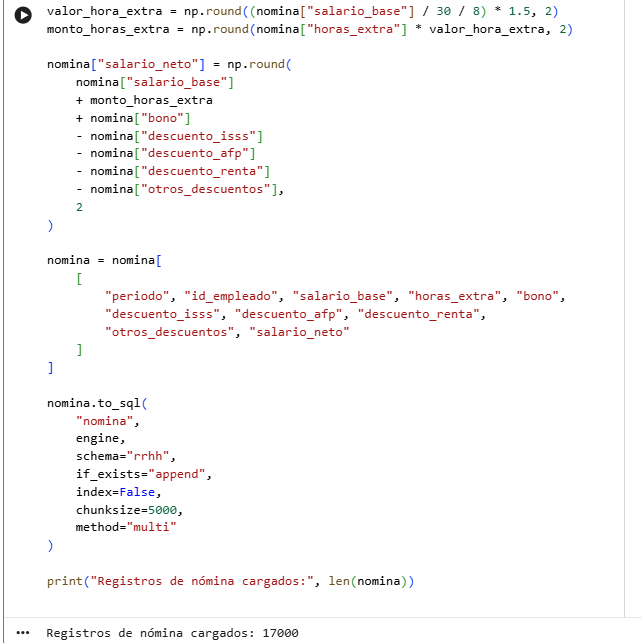 valor_hora_extra = np.round((nomina["salario_base"] / 30 / 8) * 1.5, 2)
monto_horas_extra = np.round(nomina["horas_extra"] * valor_hora_extra, 2)

nomina["salario_neto"] = np.round(
    nomina["salario_base"]
    + monto_horas_extra
    + nomina["bono"]
    - nomina["descuento_isss"]
    - nomina["descuento_afp"]
    - nomina["descuento_renta"]
    - nomina["otros_descuentos"],
    2
)

nomina = nomina[
    [
        "periodo", "id_empleado", "salario_base", "horas_extra", "bono",
        "descuento_isss", "descuento_afp", "descuento_renta",
        "otros_descuentos", "salario_neto"
    ]
]

nomina.to_sql(
    "nomina",
    engine,
    schema="rrhh",
    if_exists="append",
    index=False,
    chunksize=5000,
    method="multi"
)

print("Registros de nómina cargados:", len(nomina))

••• Registros de nómina cargados: 17000